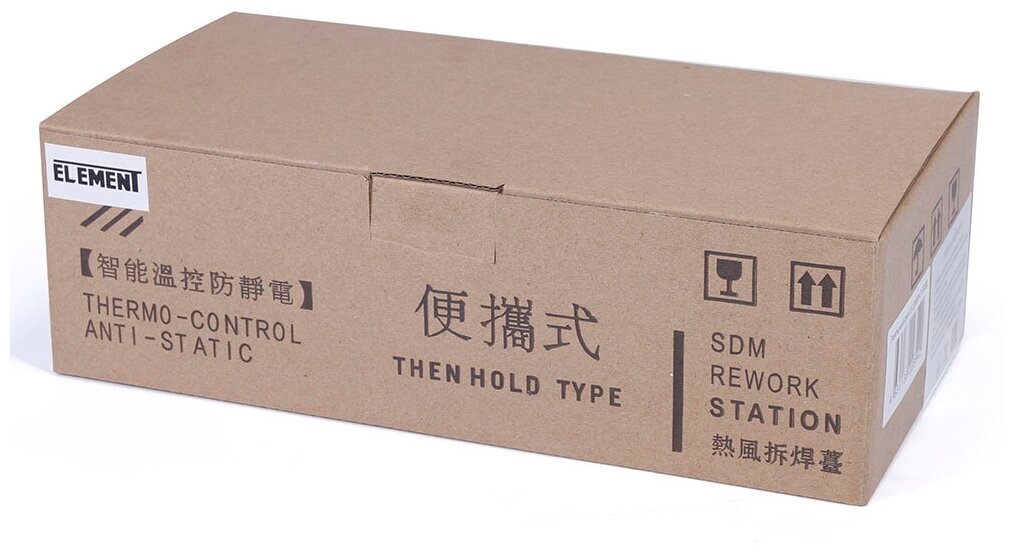 ELEMENT
【智能溫控防靜電】
THERMO-CONTROL
ANTI-STATIC
便攜式
THEN HOLD TYPE
SDM
REWORK
STATION
熱風拆焊臺